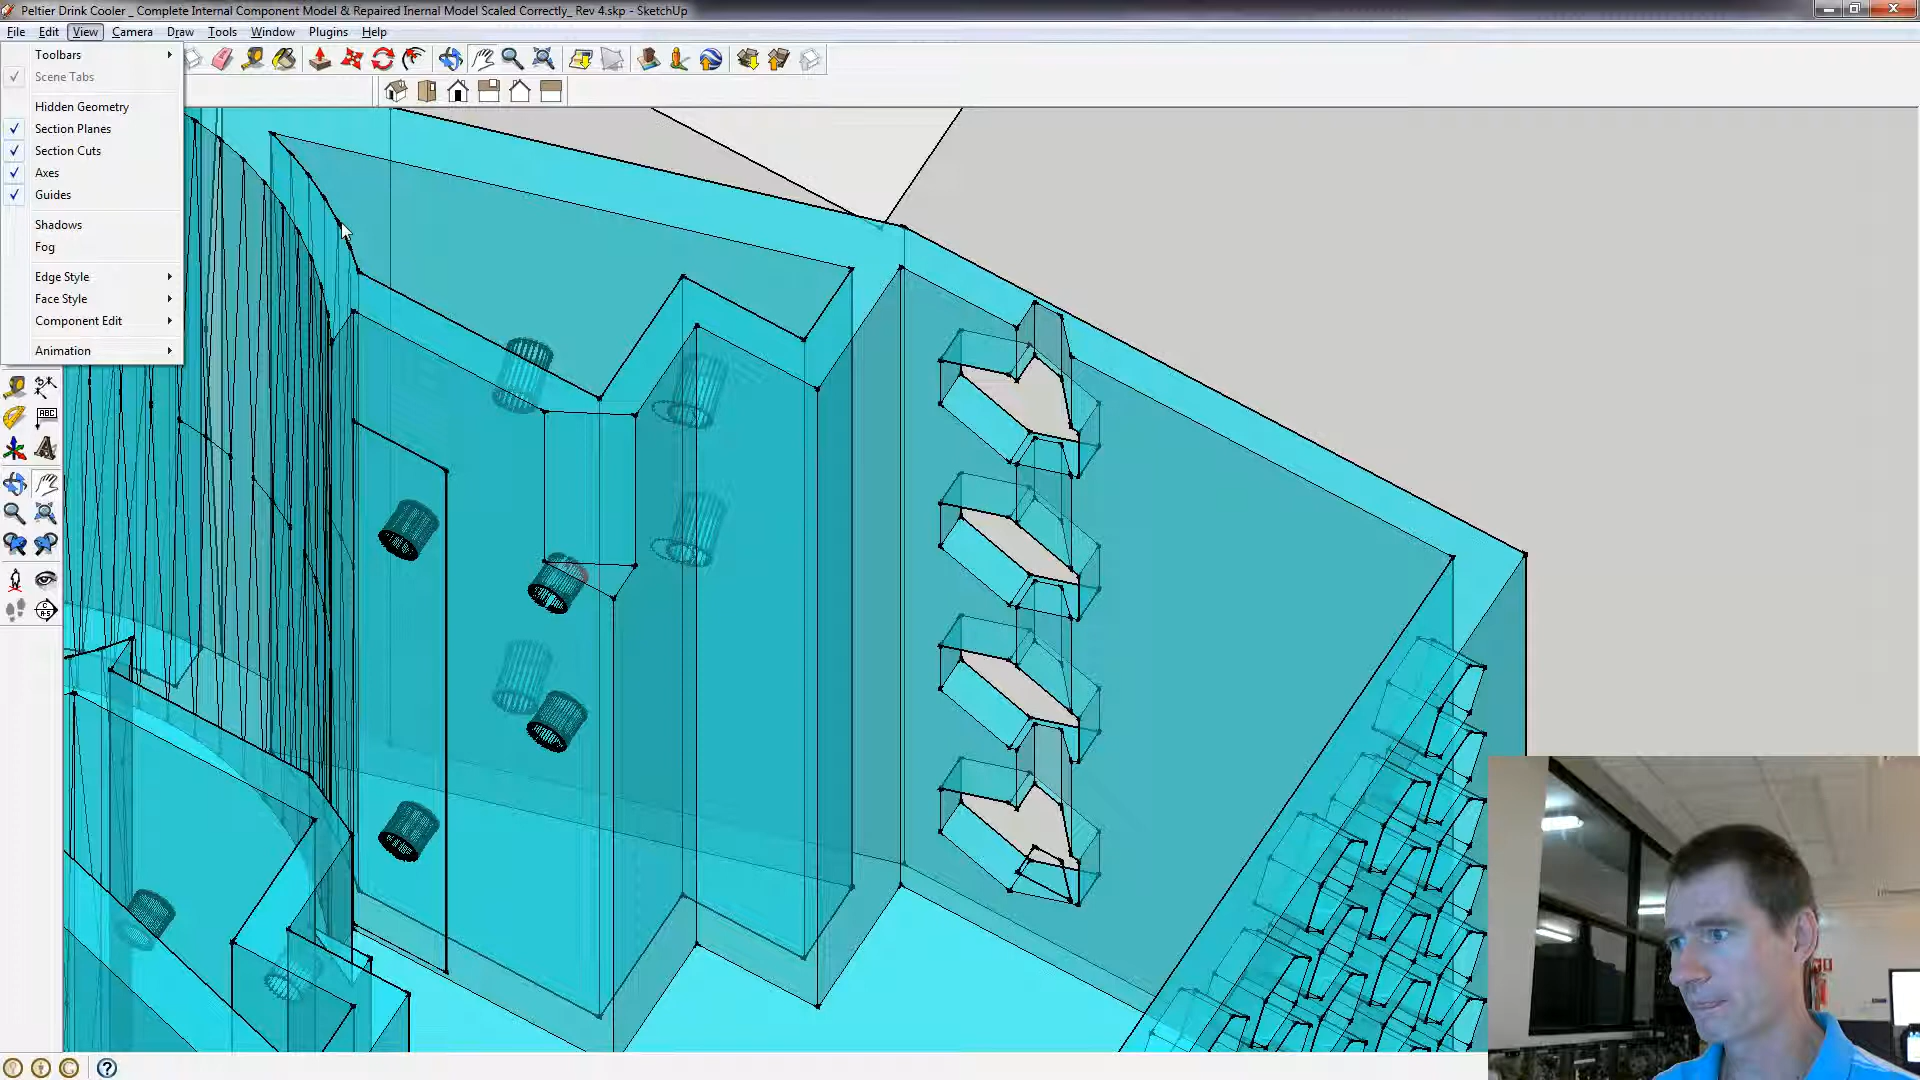 Peltier Drink Cooler _ Complete Internal Component Model & Repaired Inernal Model Scaled Correctly_ Rev 4.skp - SketchUp
File Edit View Camera Draw Tools Window Plugins Help
Toolbars
Scene Tabs
Hidden Geometry
Section Planes
Section Cuts
Axes
Guides
Shadows
Fog
Edge Style
Face Style
Component Edit
Animation
ABC